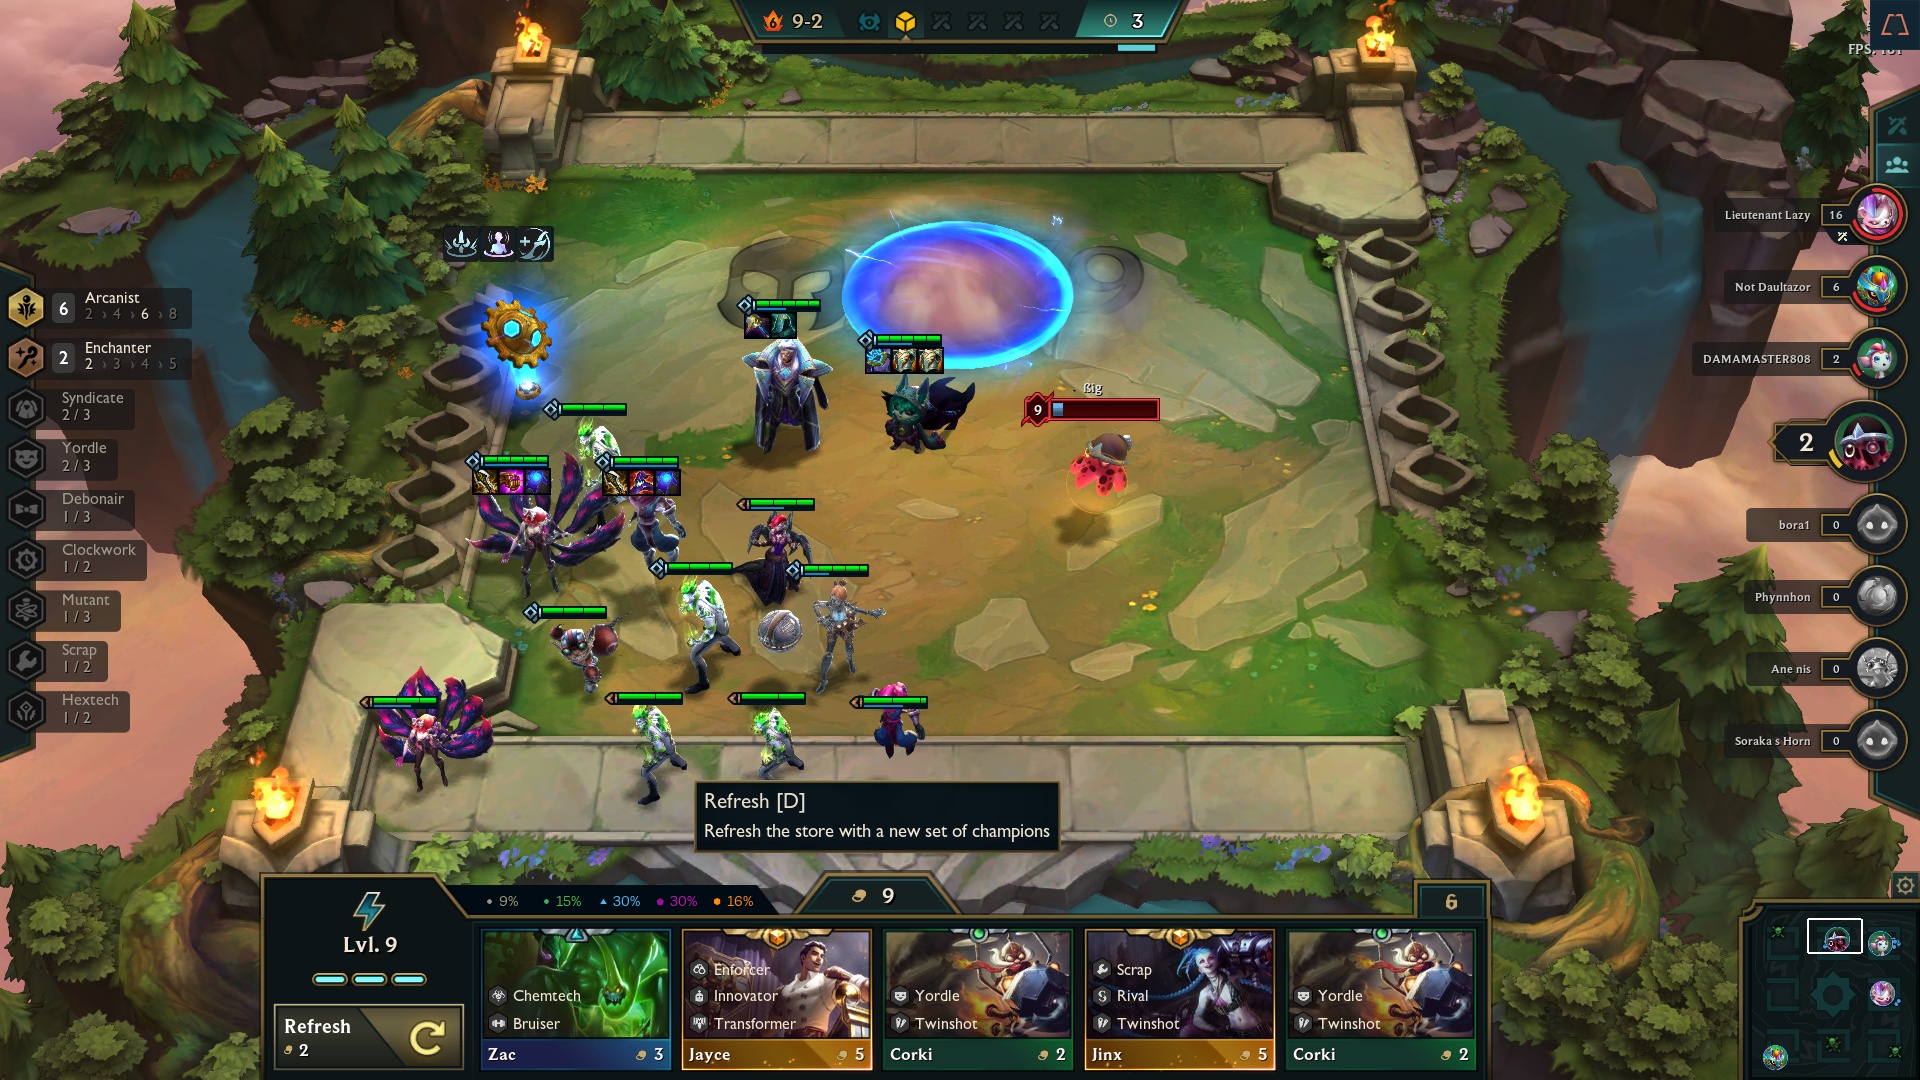 9-2
3
FPS: 161
6
Arcanist
2 › 4 › 6 › 8
2
Enchanter
2 › 3 › 4 › 5
Syndicate
2 / 3
Yordle
2 / 3
Debonair
1 / 3
Clockwork
1 / 2
Mutant
1 / 3
Scrap
1 / 2
Hextech
1 / 2
9
ßig
9
Lieutenant Lazy 16
Not Daultazor 6
DAMAMASTER808 2
2
bora1 0
Phynnhon 0
Ane nis 0
Soraka s Horn 0
Refresh [D]
Refresh the store with a new set of champions
9% 15% 30% 30% 16%
9
6
Lvl. 9
Refresh
2
Chemtech
Bruiser
Zac 3
Enforcer
Innovator
Transformer
Jayce 5
Yordle
Twinshot
Corki 2
Scrap
Rival
Twinshot
Jinx 5
Yordle
Twinshot
Corki 2